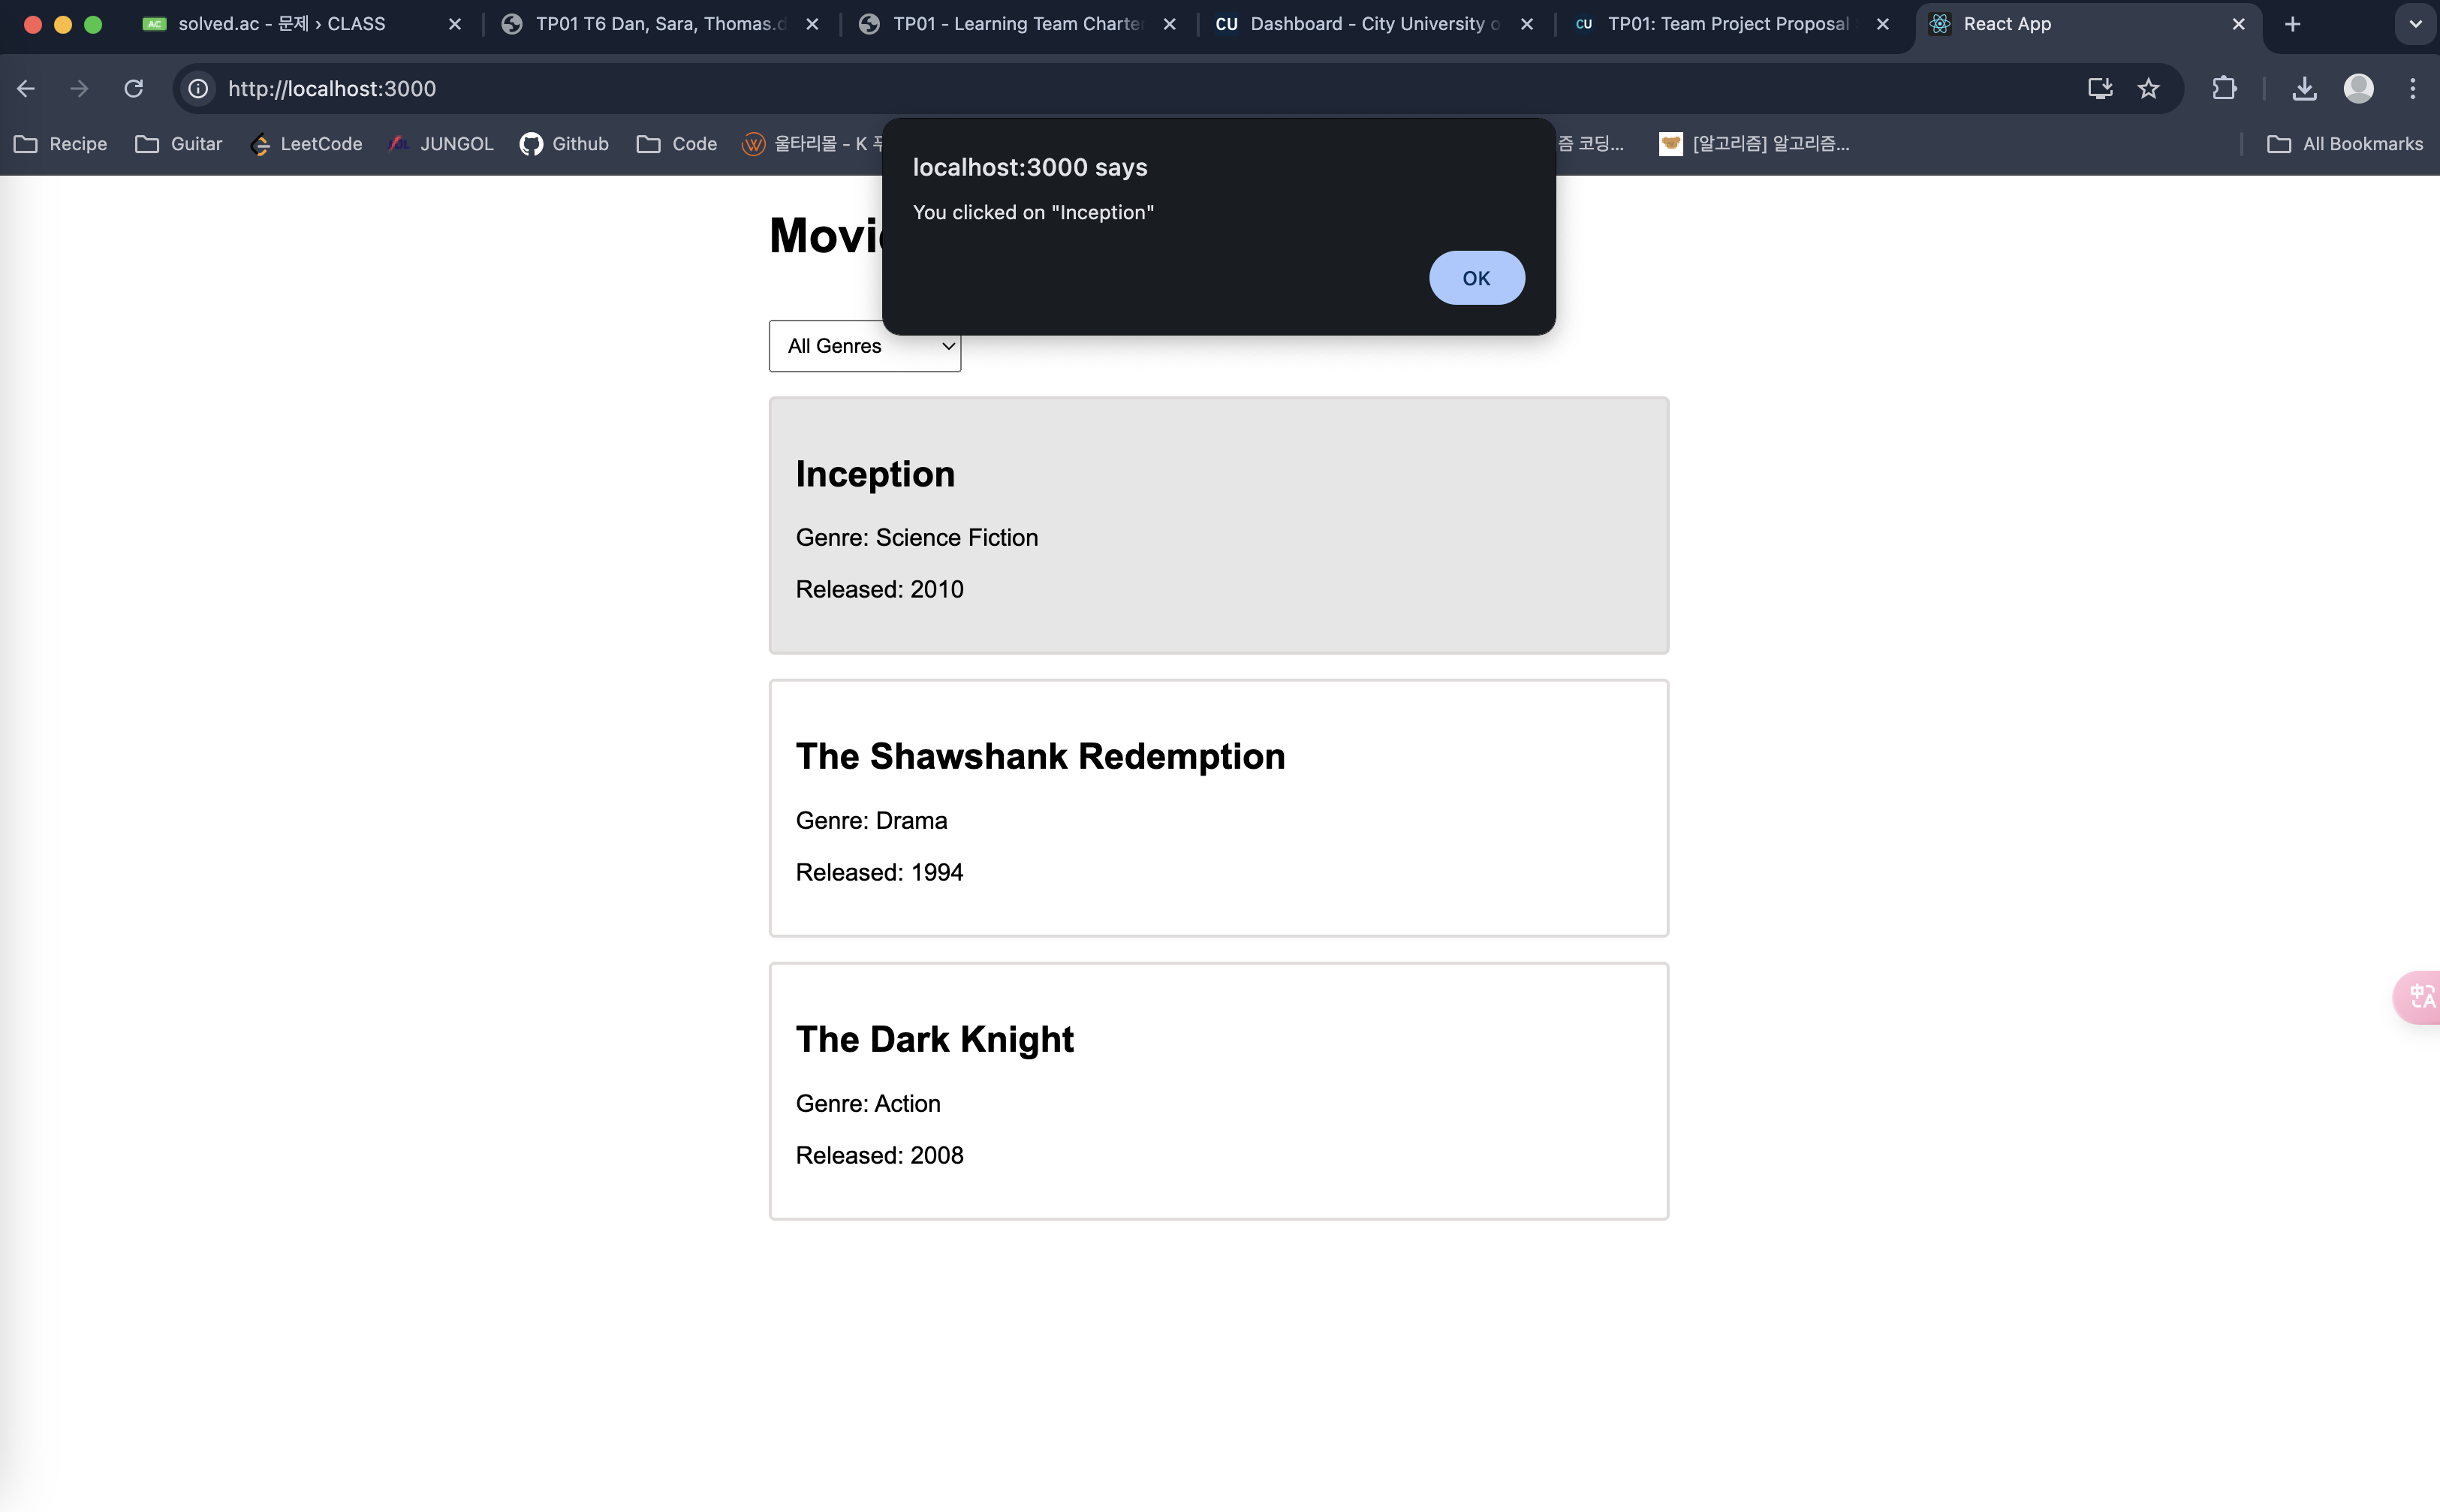 AC solved.ac - 문제 › CLASS
TP01 T6 Dan, Sara, Thomas.d
TP01 - Learning Team Charter
CU Dashboard - City University o
CU TP01: Team Project Proposal
React App
http://localhost:3000
Recipe
Guitar
LeetCode
JUNGOL
Github
Code
울타리몰 - K 푸
즘 코딩...
[알고리즘] 알고리즘...
All Bookmarks
localhost:3000 says
You clicked on "Inception"
OK
Movi
All Genres
Inception
Genre: Science Fiction
Released: 2010
The Shawshank Redemption
Genre: Drama
Released: 1994
The Dark Knight
Genre: Action
Released: 2008